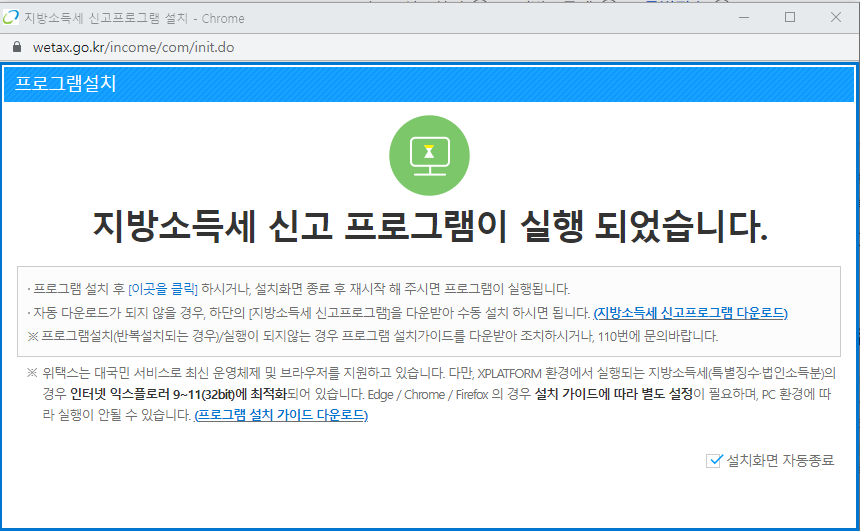 지방소득세 신고프로그램 설치 - Chrome
wetax.go.kr/income/com/init.do
프로그램설치
지방소득세 신고 프로그램이 실행 되었습니다.
· 프로그램 설치 후 [이곳을 클릭] 하시거나, 설치화면 종료 후 재시작 해 주시면 프로그램이 실행됩니다.
· 자동 다운로드가 되지 않을 경우, 하단의 [지방소득세 신고프로그램]을 다운받아 수동 설치 하시면 됩니다. (지방소득세 신고프로그램 다운로드)
※ 프로그램설치(반복설치되는 경우)/실행이 되지않는 경우 프로그램 설치가이드를 다운받아 조치하시거나, 110번에 문의바랍니다.
※ 위택스는 대국민 서비스로 최신 운영체제 및 브라우저를 지원하고 있습니다. 다만, XPLATFORM 환경에서 실행되는 지방소득세(특별징수·법인소득분)의
경우 인터넷 익스플로러 9~11(32bit)에 최적화되어 있습니다. Edge / Chrome / Firefox 의 경우 설치 가이드에 따라 별도 설정이 필요하며, PC 환경에 따
라 실행이 안될 수 있습니다. (프로그램 설치 가이드 다운로드)
설치화면 자동종료